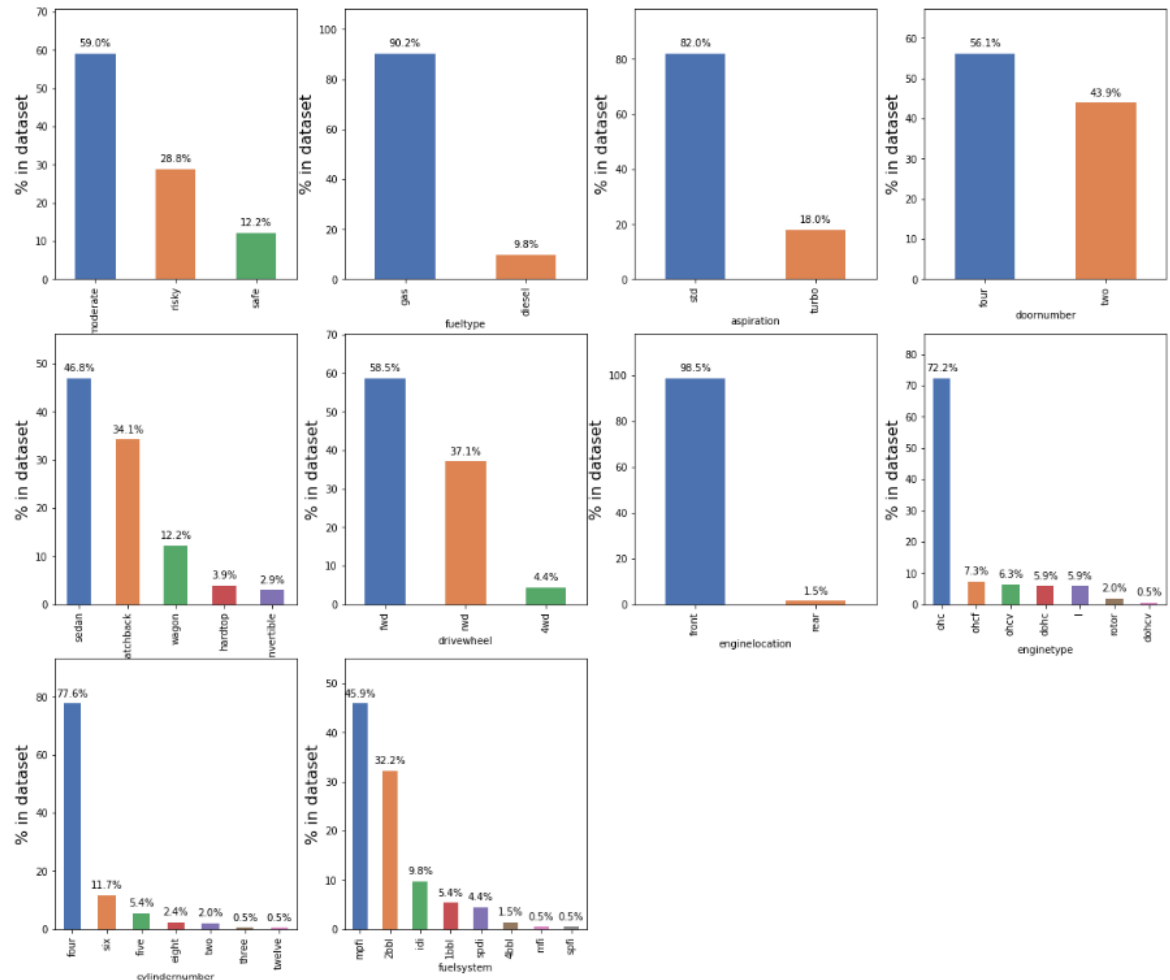 % in dataset
70
60
50
40
30
20
10
0
59.0%
28.8%
12.2%
moderate
risky
safe
% in dataset
100
80
60
40
20
0
90.2%
9.8%
gas
diesel
fueltype
% in dataset
80
60
40
20
0
82.0%
18.0%
std
turbo
aspiration
% in dataset
60
50
40
30
20
10
0
56.1%
43.9%
four
two
doornumber
% in dataset
50
40
30
20
10
0
46.8%
34.1%
12.2%
3.9%
2.9%
sedan
atchback
wagon
hardtop
nvertible
% in dataset
70
60
50
40
30
20
10
0
58.5%
37.1%
4.4%
fwd
rwd
4wd
drivewheel
% in dataset
100
80
60
40
20
0
98.5%
1.5%
front
rear
enginelocation
% in dataset
80
70
60
50
40
30
20
10
0
72.2%
7.3%
6.3%
5.9%
5.9%
2.0%
0.5%
ohc
ohcf
ohcv
dohc
l
rotor
dohcv
enginetype
% in dataset
80
60
40
20
0
77.6%
11.7%
5.4%
2.4%
2.0%
0.5%
0.5%
four
six
five
eight
two
three
twelve
cylindernumber
% in dataset
50
40
30
20
10
0
45.9%
32.2%
9.8%
5.4%
4.4%
1.5%
0.5%
0.5%
mpfi
2bbl
idi
1bbl
spdi
4bbl
mfi
spfi
fuelsystem